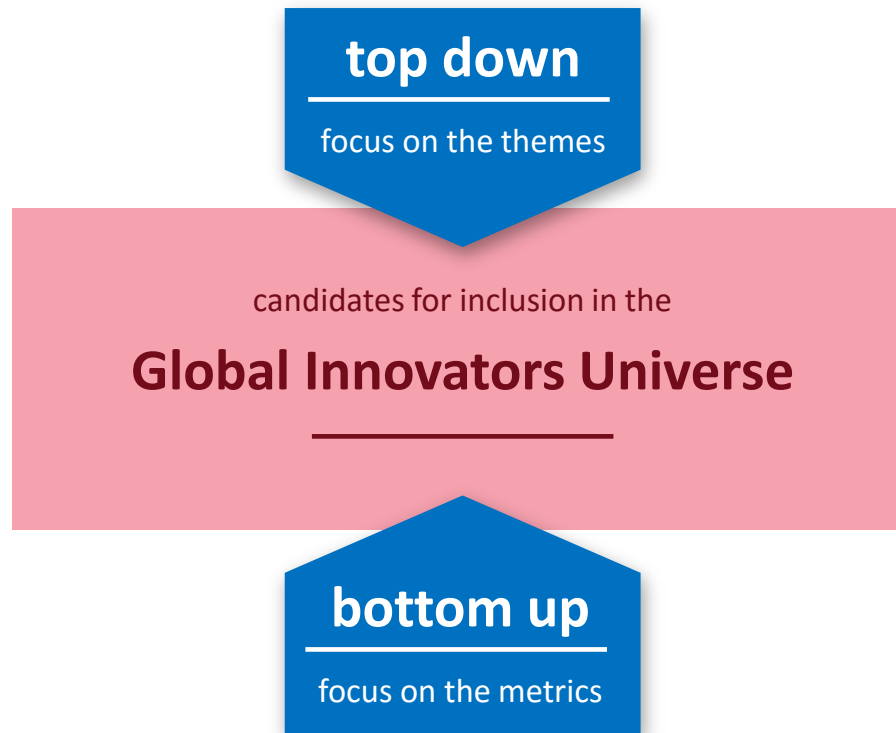 top down
focus on the themes
candidates for inclusion in the
Global Innovators Universe
bottom up
focus on the metrics